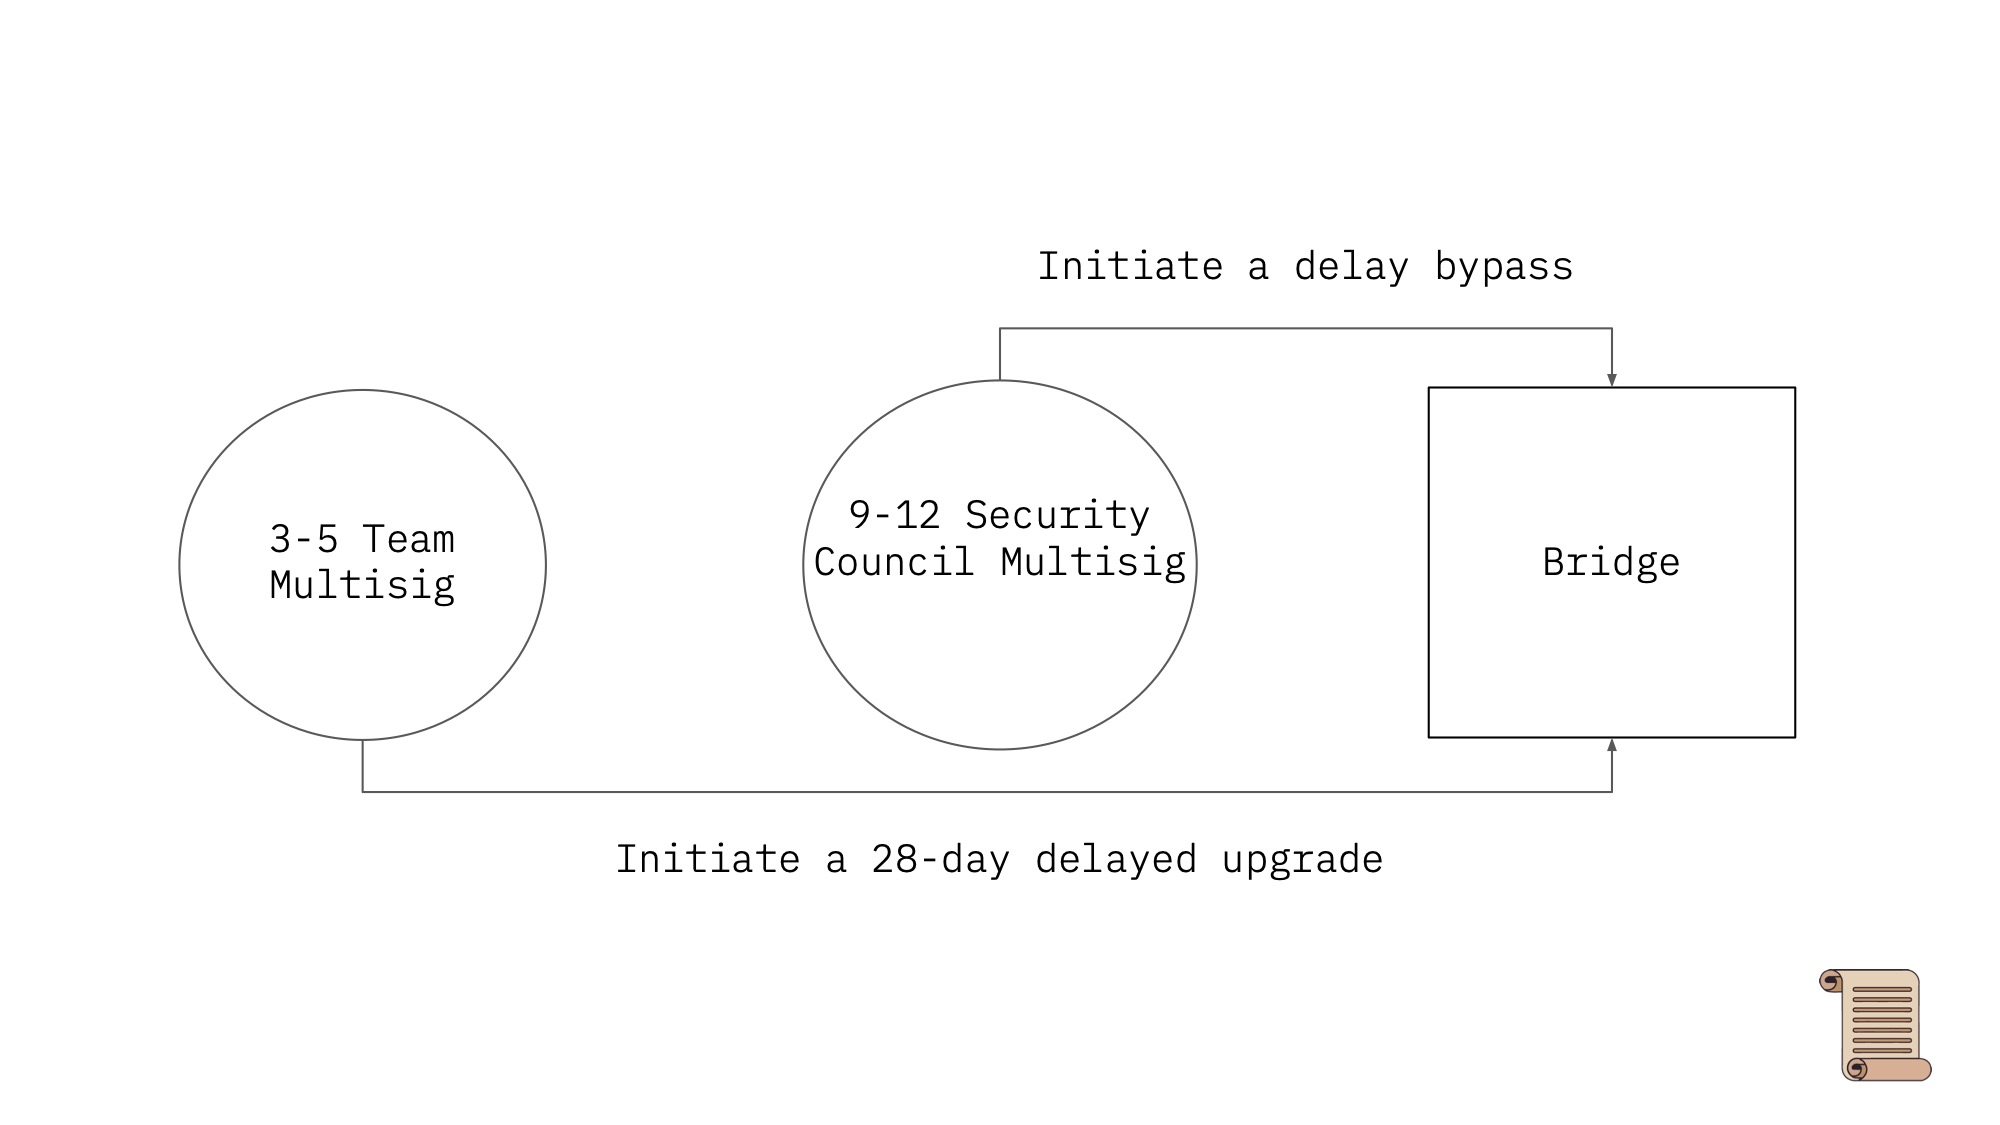 Initiate a delay bypass
3-5 Team
Multisig
9-12 Security
Council Multisig
Bridge
Initiate a 28-day delayed upgrade